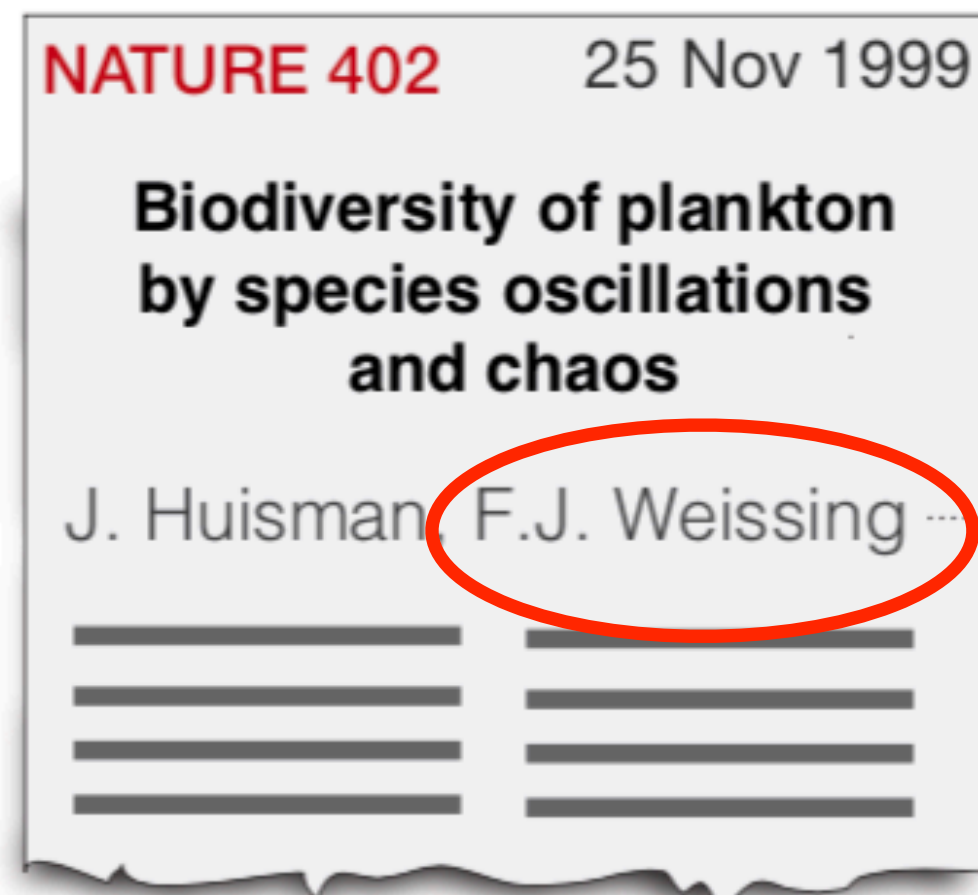 NATURE 402 25 Nov 1999
Biodiversity of plankton
by species oscillations
and chaos
J. Huisman, F.J. Weissing